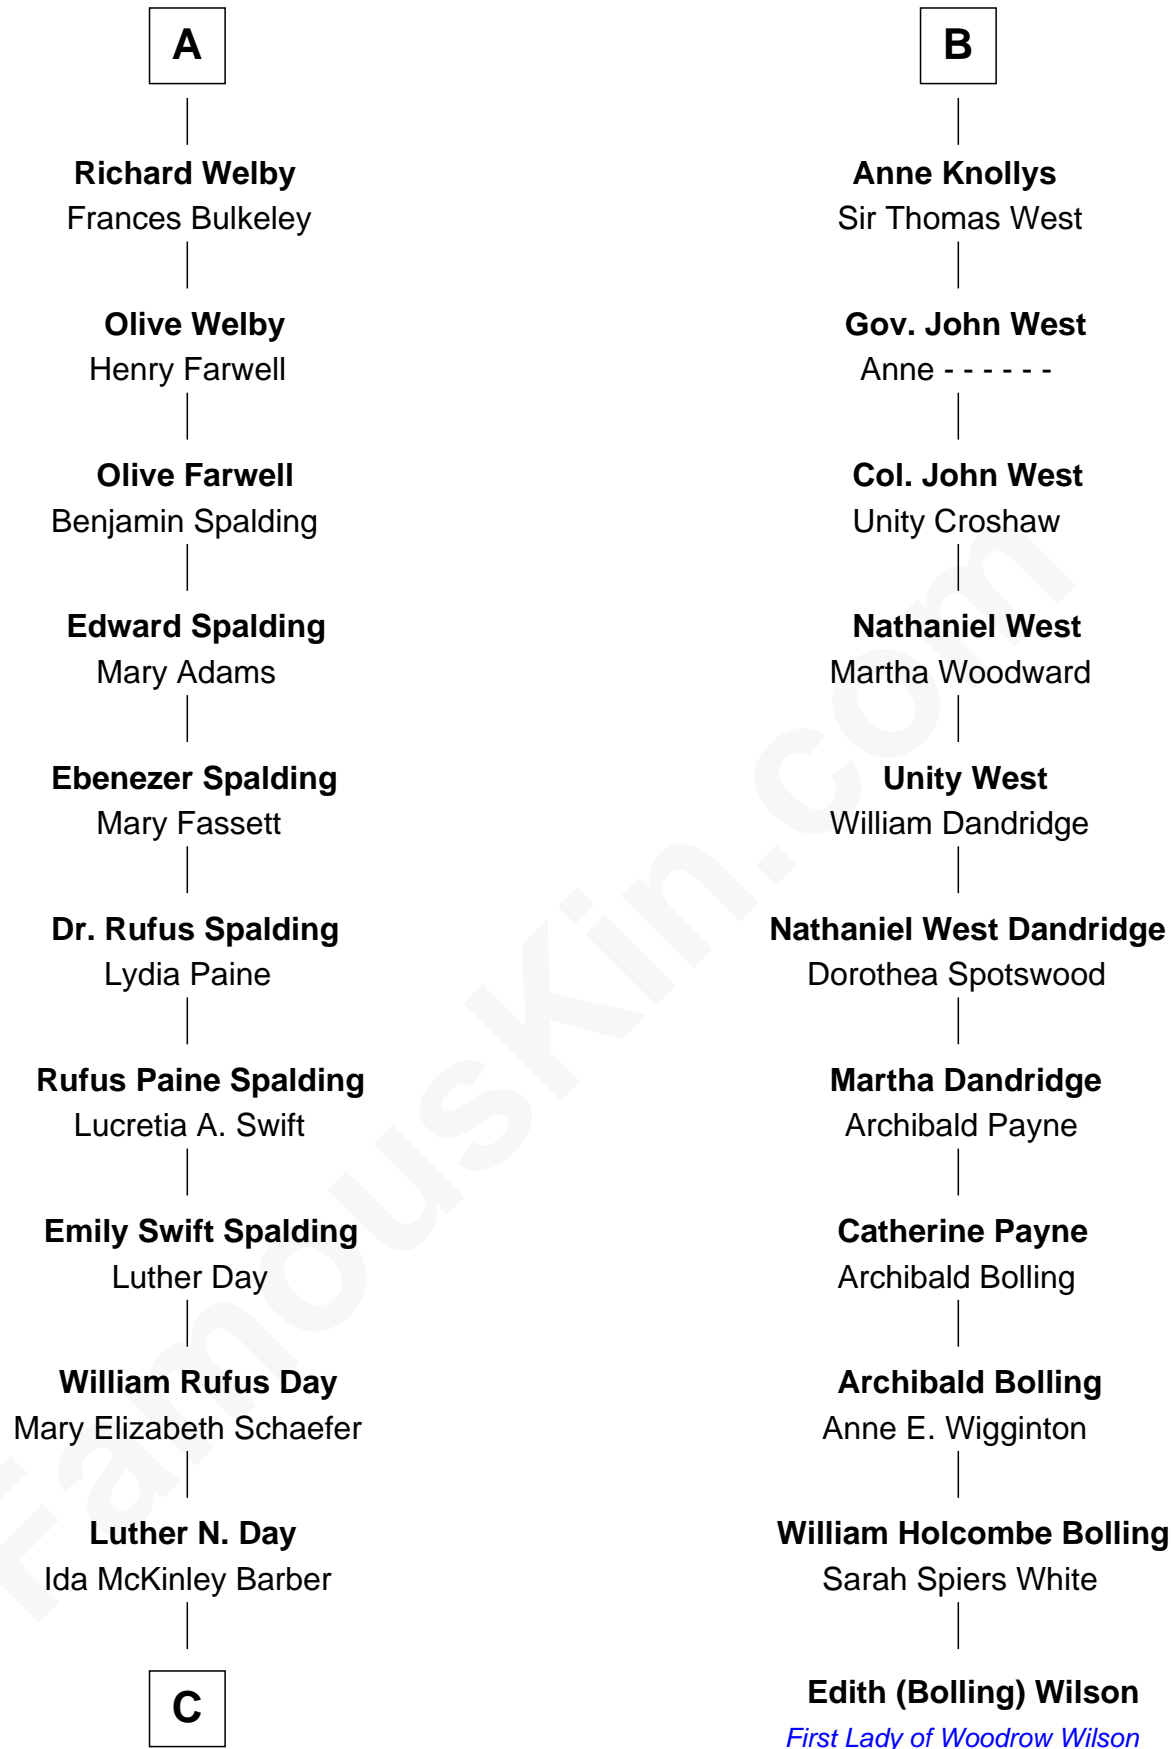 A
Richard Welby
Frances Bulkeley
Olive Welby
Henry Farwell
Olive Farwell
Benjamin Spalding
Edward Spalding
Mary Adams
Ebenezer Spalding
Mary Fassett
Dr. Rufus Spalding
Lydia Paine
Rufus Paine Spalding
Lucretia A. Swift
Emily Swift Spalding
Luther Day
William Rufus Day
Mary Elizabeth Schaefer
Luther N. Day
Ida McKinley Barber
C
B
Anne Knollys
Sir Thomas West
Gov. John West
Anne - - - - - -
Col. John West
Unity Croshaw
Nathaniel West
Martha Woodward
Unity West
William Dandridge
Nathaniel West Dandridge
Dorothea Spotswood
Martha Dandridge
Archibald Payne
Catherine Payne
Archibald Bolling
Archibald Bolling
Anne E. Wigginton
William Holcombe Bolling
Sarah Spiers White
Edith (Bolling) Wilson
First Lady of Woodrow Wilson
FamousKin.com